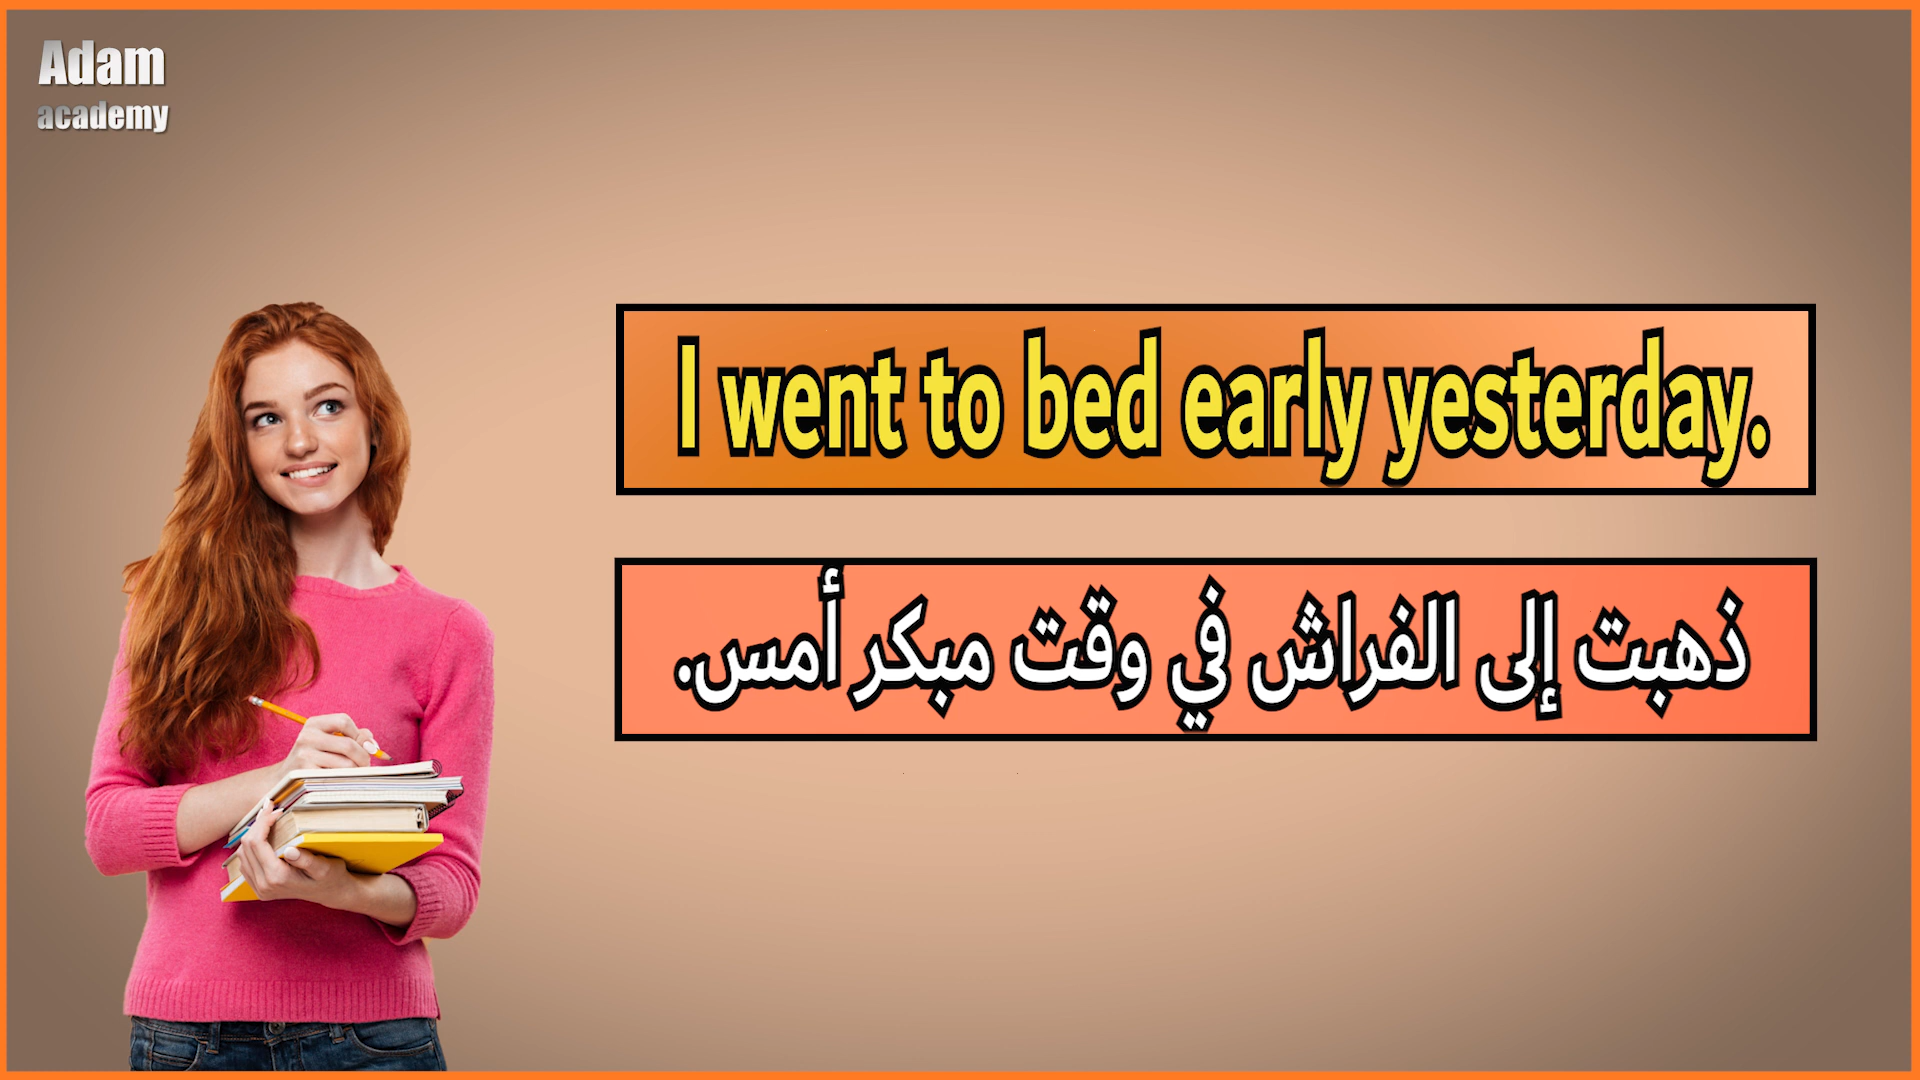 Adam
academy
I went to bed early yesterday.
ذهبت إلى الفراش في وقت مبكر أمس.